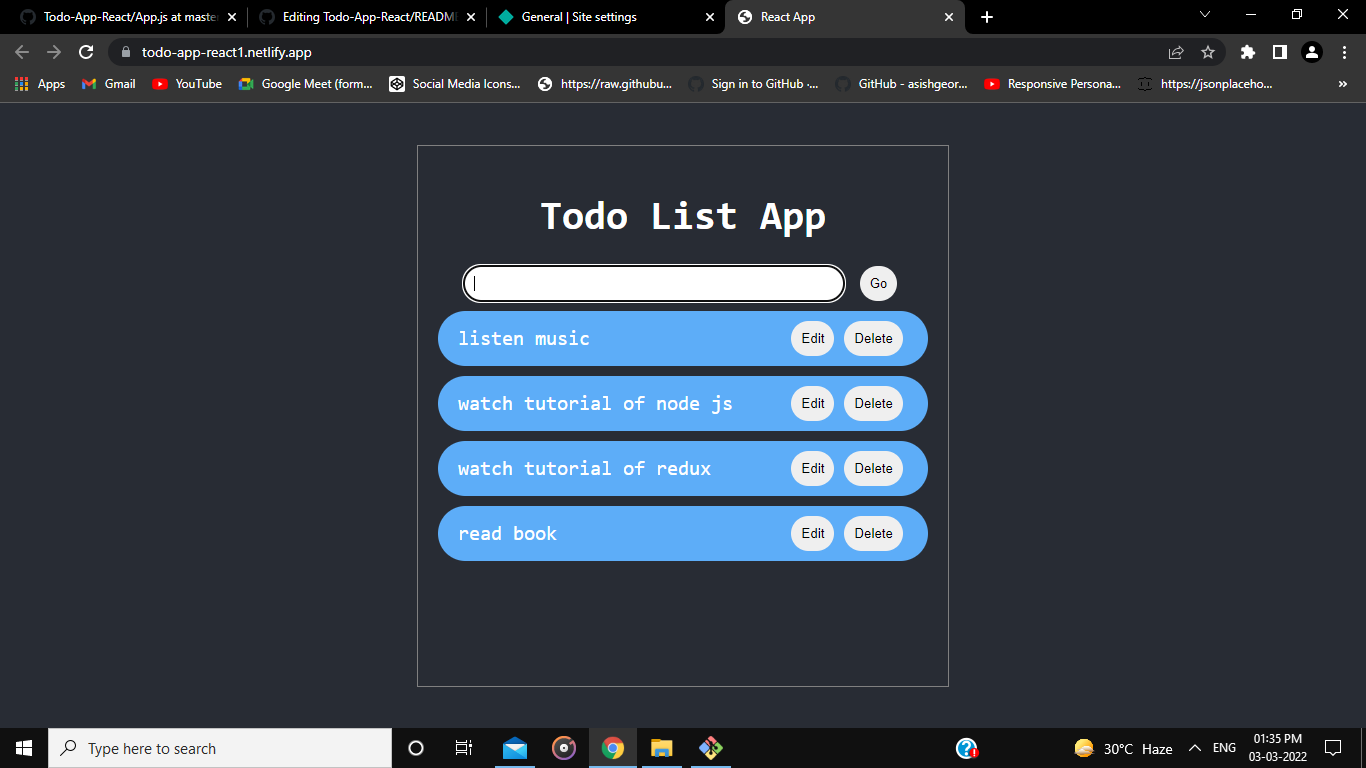 Todo-App-React/App.js at maste
Editing Todo-App-React/README
General | Site settings
React App
todo-app-react1.netlify.app
Apps
Gmail
YouTube
Google Meet (form...
Social Media Icons...
https://raw.githubu...
Sign in to GitHub ·...
GitHub - asishgeor...
Responsive Persona...
https://jsonplaceho...
»
Todo List App
Go
listen music Edit Delete
watch tutorial of node js Edit Delete
watch tutorial of redux Edit Delete
read book Edit Delete
Type here to search
30°C Haze
ENG
01:35 PM
03-03-2022